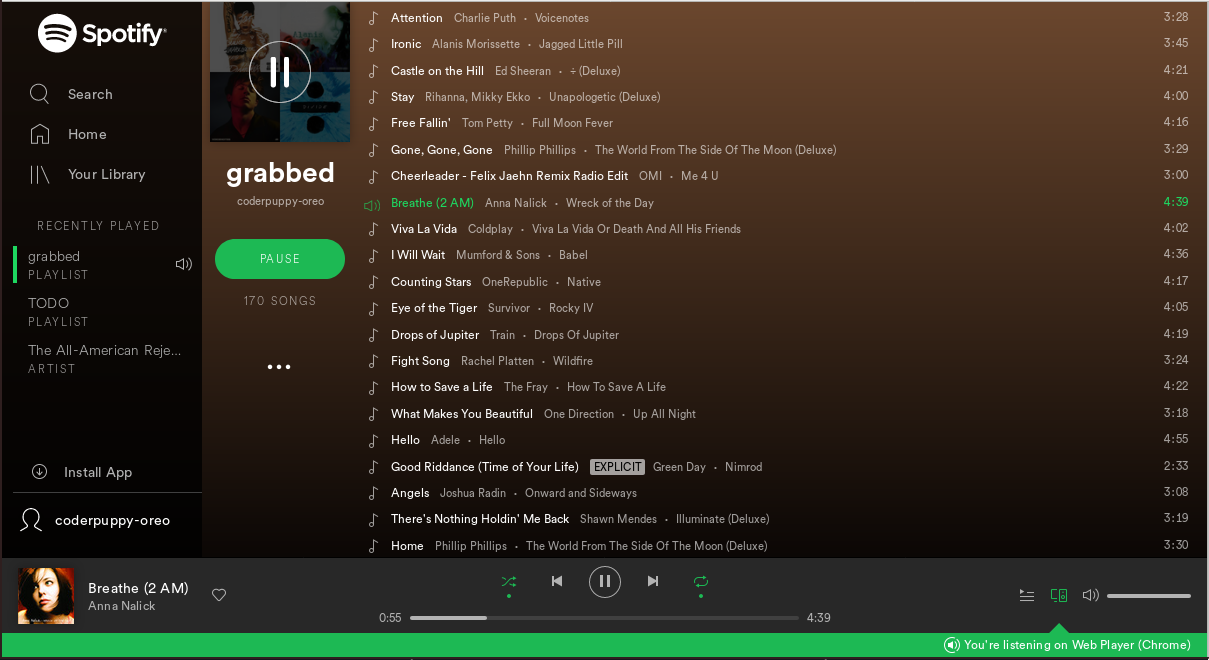 Spotify®
Search
Home
Your Library
RECENTLY PLAYED
grabbed
PLAYLIST
TODO
PLAYLIST
The All-American Reje...
ARTIST
Install App
coderpuppy-oreo
grabbed
coderpuppy-oreo
PAUSE
170 SONGS
Attention Charlie Puth • Voicenotes 3:28
Ironic Alanis Morissette • Jagged Little Pill 3:45
Castle on the Hill Ed Sheeran • ÷ (Deluxe) 4:21
Stay Rihanna, Mikky Ekko • Unapologetic (Deluxe) 4:00
Free Fallin' Tom Petty • Full Moon Fever 4:16
Gone, Gone, Gone Phillip Phillips • The World From The Side Of The Moon (Deluxe) 3:29
Cheerleader - Felix Jaehn Remix Radio Edit OMI • Me 4 U 3:00
Breathe (2 AM) Anna Nalick • Wreck of the Day 4:39
Viva La Vida Coldplay • Viva La Vida Or Death And All His Friends 4:02
I Will Wait Mumford & Sons • Babel 4:36
Counting Stars OneRepublic • Native 4:17
Eye of the Tiger Survivor • Rocky IV 4:05
Drops of Jupiter Train • Drops Of Jupiter 4:19
Fight Song Rachel Platten • Wildfire 3:24
How to Save a Life The Fray • How To Save A Life 4:22
What Makes You Beautiful One Direction • Up All Night 3:18
Hello Adele • Hello 4:55
Good Riddance (Time of Your Life) EXPLICIT Green Day • Nimrod 2:33
Angels Joshua Radin • Onward and Sideways 3:08
There's Nothing Holdin' Me Back Shawn Mendes • Illuminate (Deluxe) 3:19
Home Phillip Phillips • The World From The Side Of The Moon (Deluxe) 3:30
Breathe (2 AM)
Anna Nalick
0:55 4:39
You're listening on Web Player (Chrome)